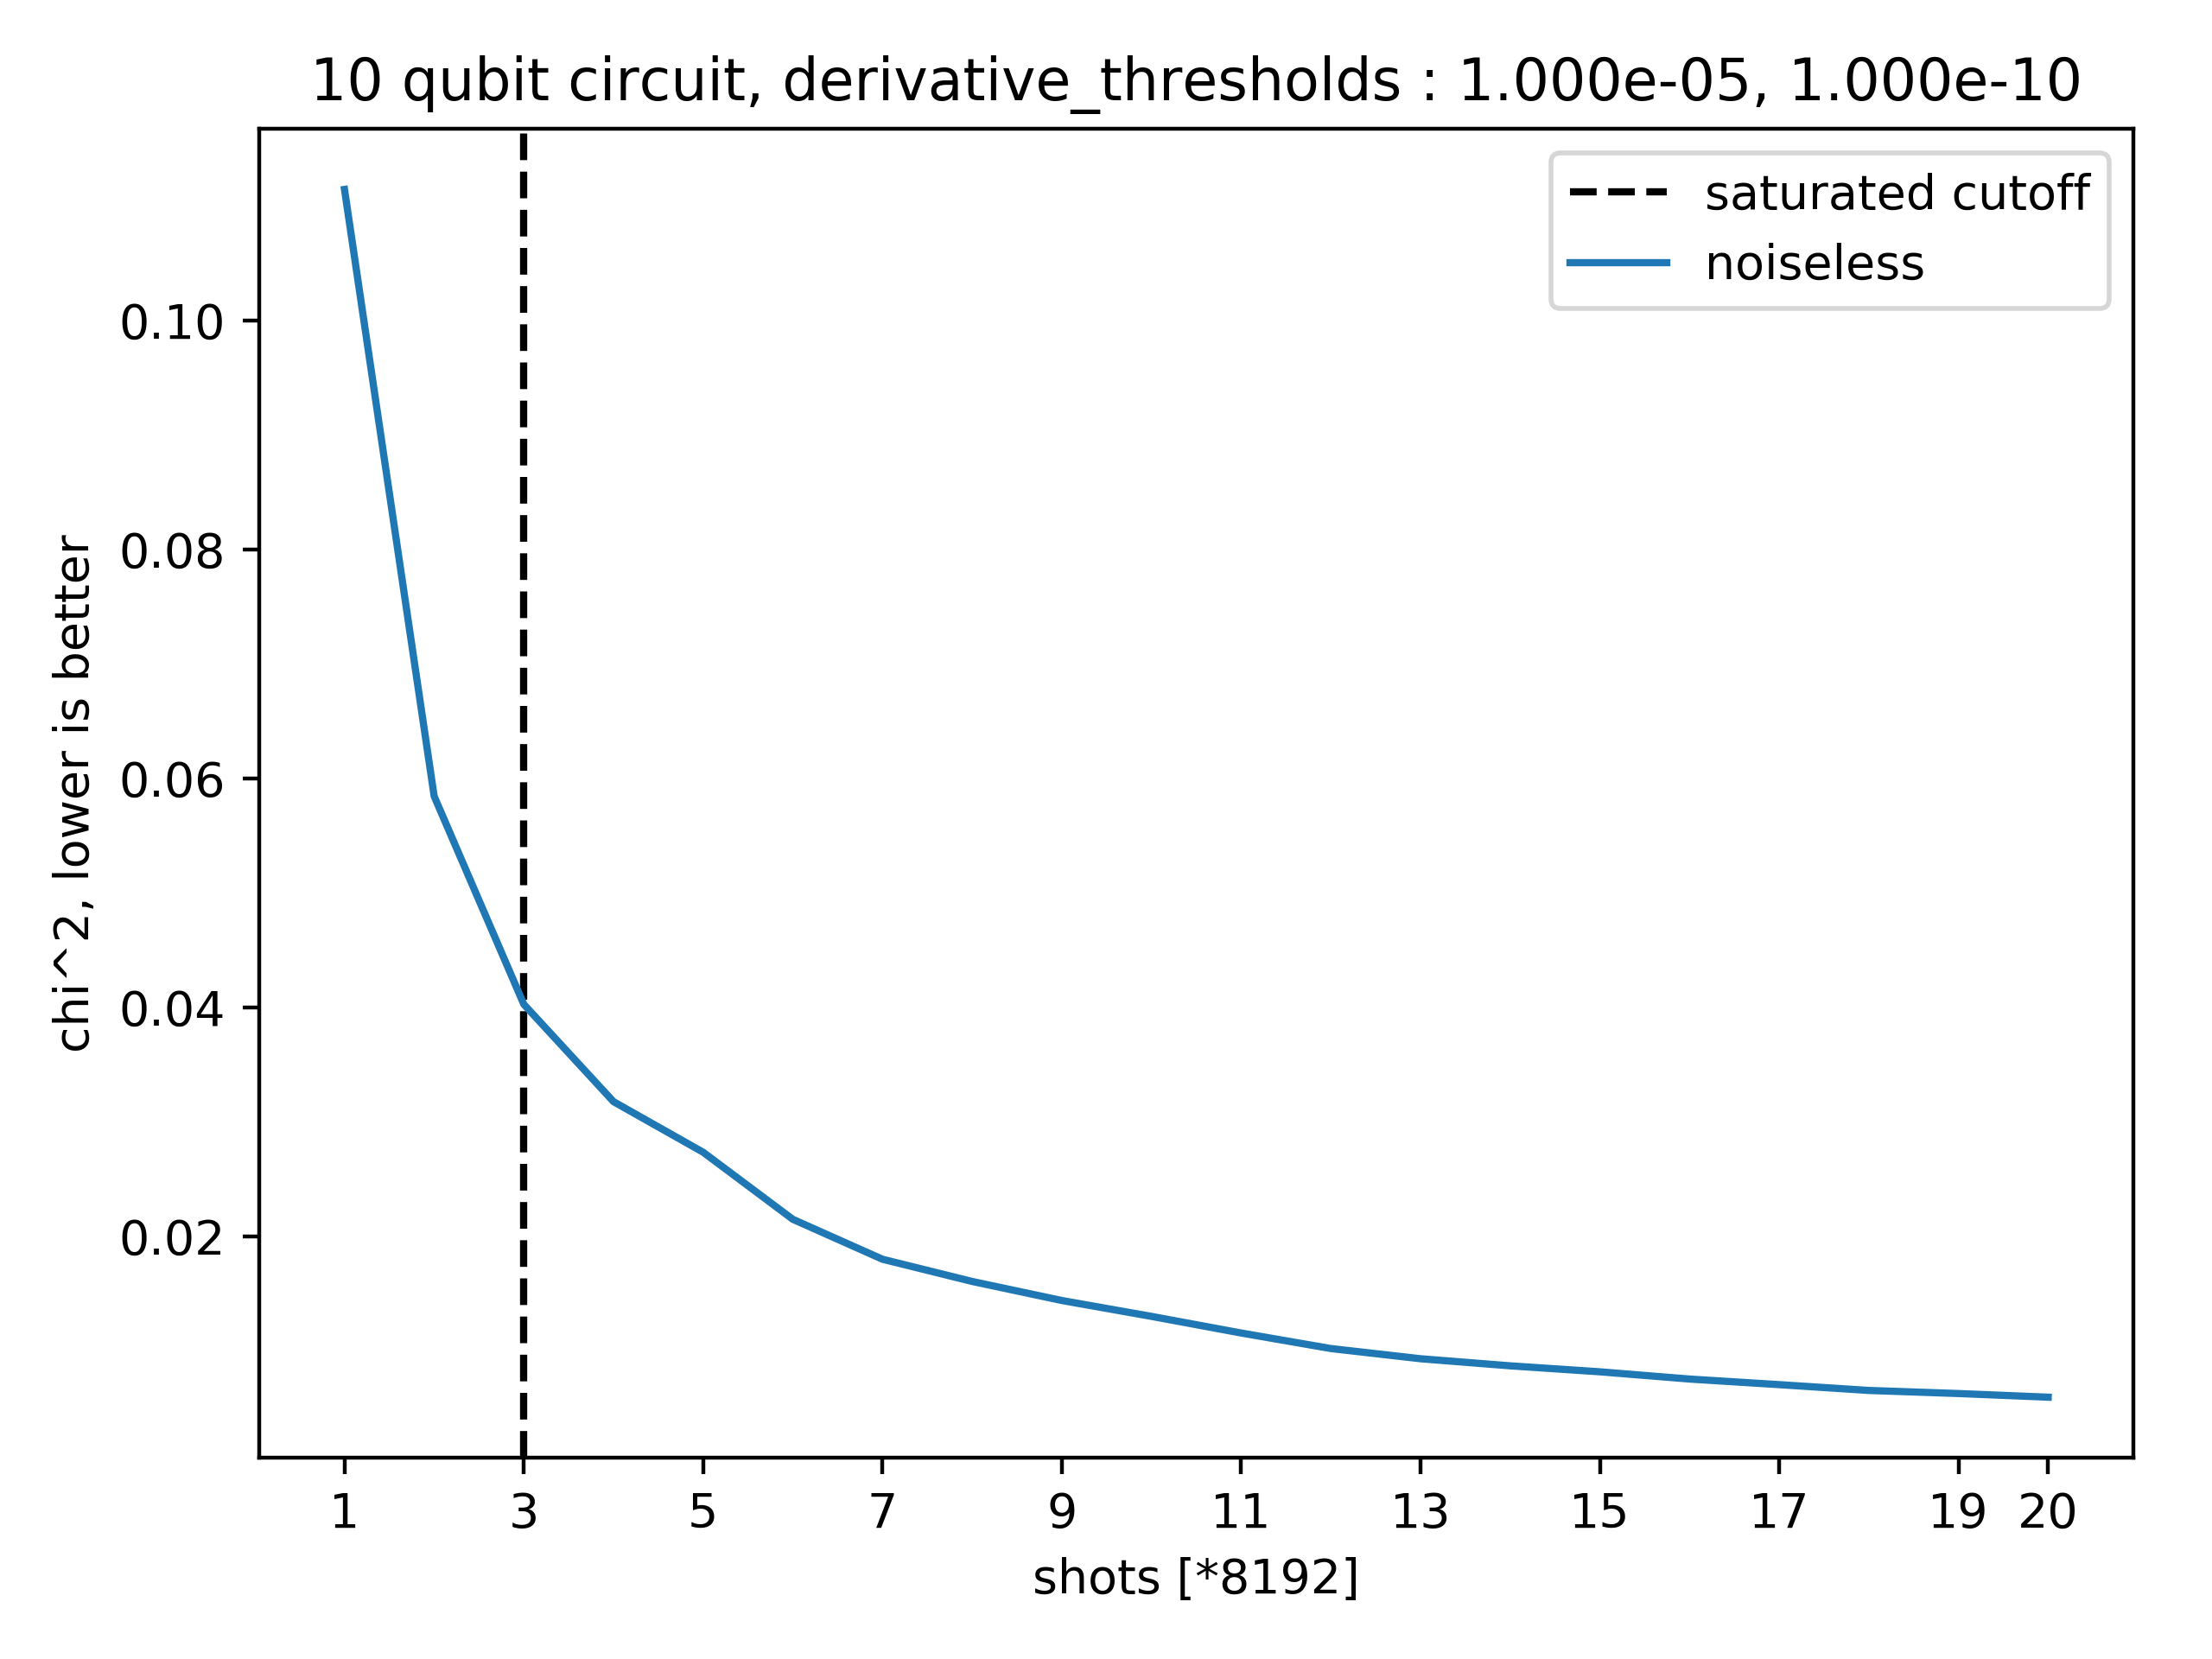 10 qubit circuit, derivative_thresholds : 1.000e-05, 1.000e-10
saturated cutoff
noiseless
chi^2, lower is better
0.10
0.08
0.06
0.04
0.02
1 3 5 7 9 11 13 15 17 19 20
shots [*8192]